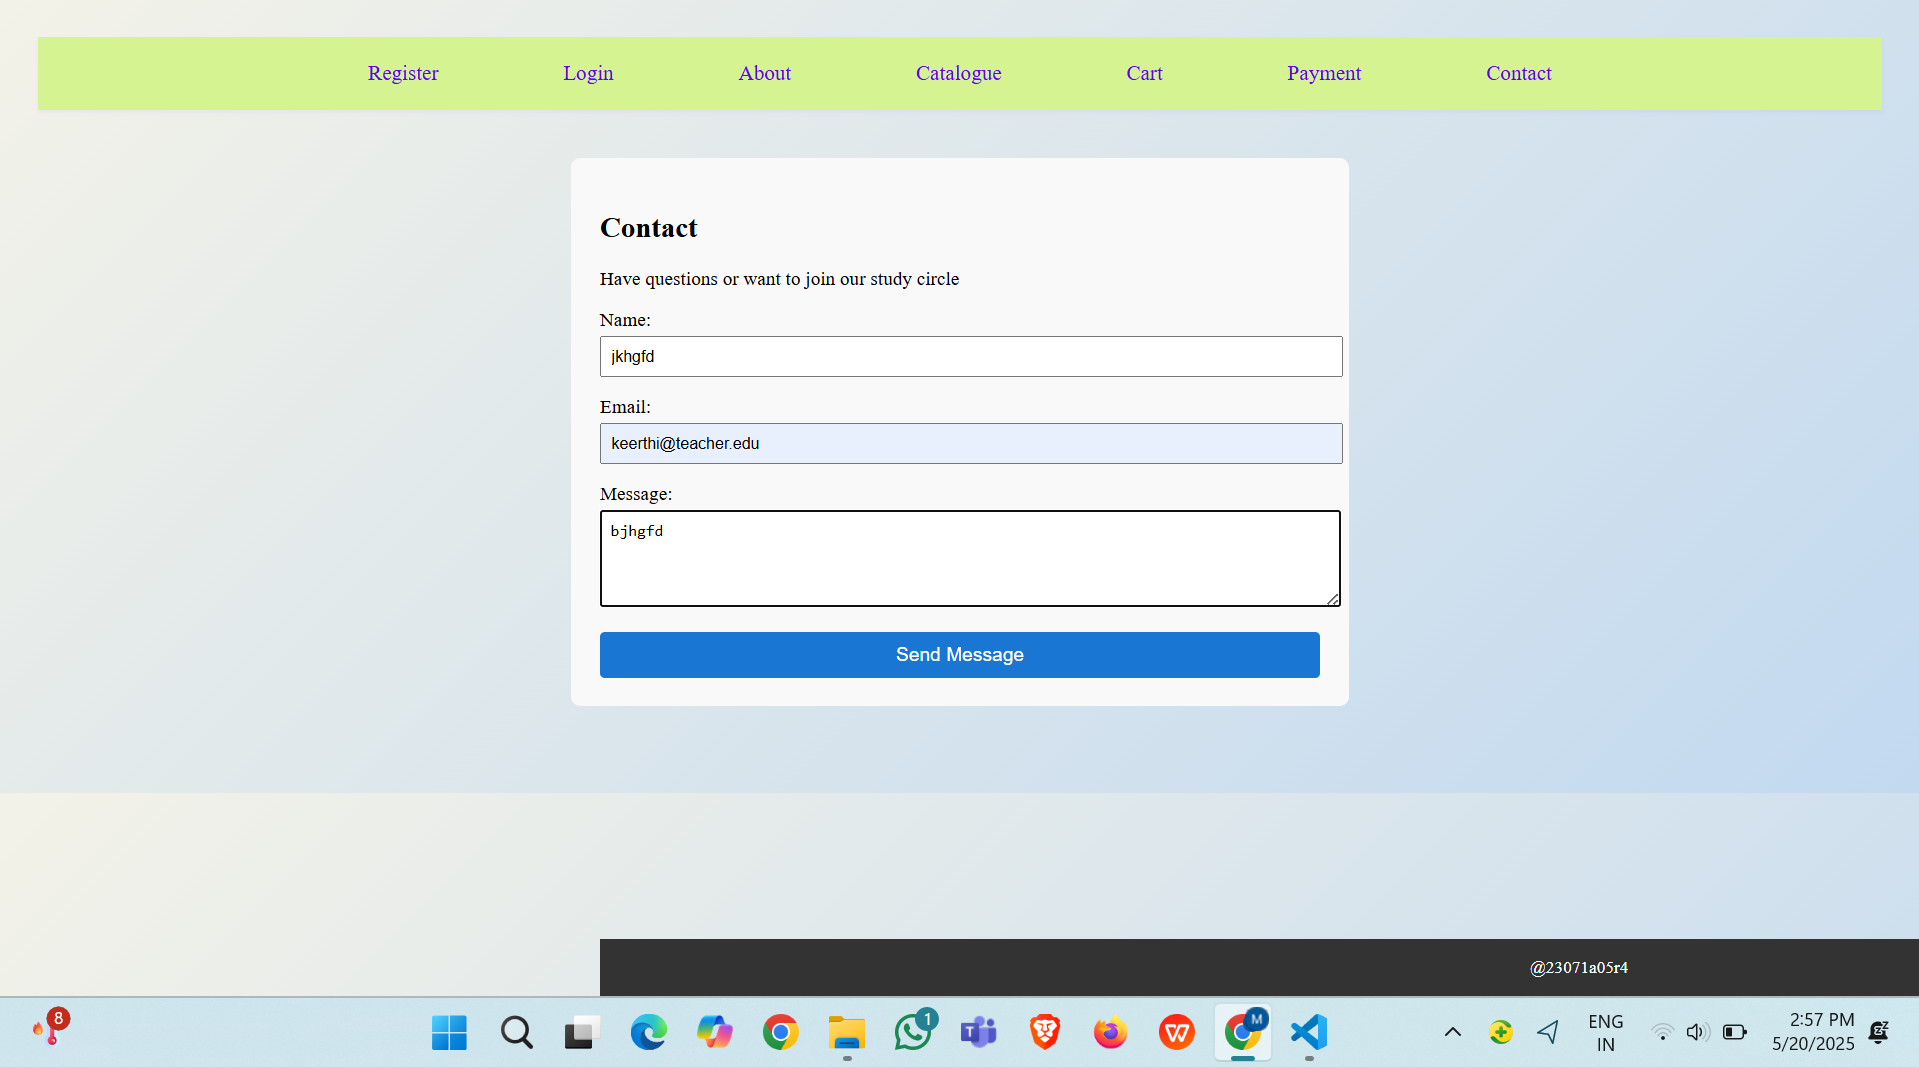 Register Login About Catalogue Cart Payment Contact
Contact
Have questions or want to join our study circle
Name:
jkhgfd
Email:
keerthi@teacher.edu
Message:
bjhgfd
Send Message
@23071a05r4
8
1
T
W
M
ENG
IN
2:57 PM
5/20/2025